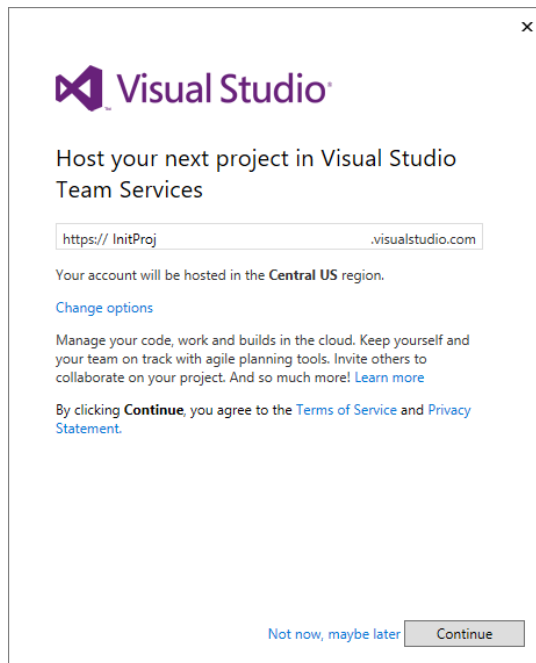 Visual Studio
Host your next project in Visual Studio
Team Services
https:// InitProj .visualstudio.com
Your account will be hosted in the Central US region.
Change options
Manage your code, work and builds in the cloud. Keep yourself and
your team on track with agile planning tools. Invite others to
collaborate on your project. And so much more! Learn more
By clicking Continue, you agree to the Terms of Service and Privacy
Statement.
Not now, maybe later Continue